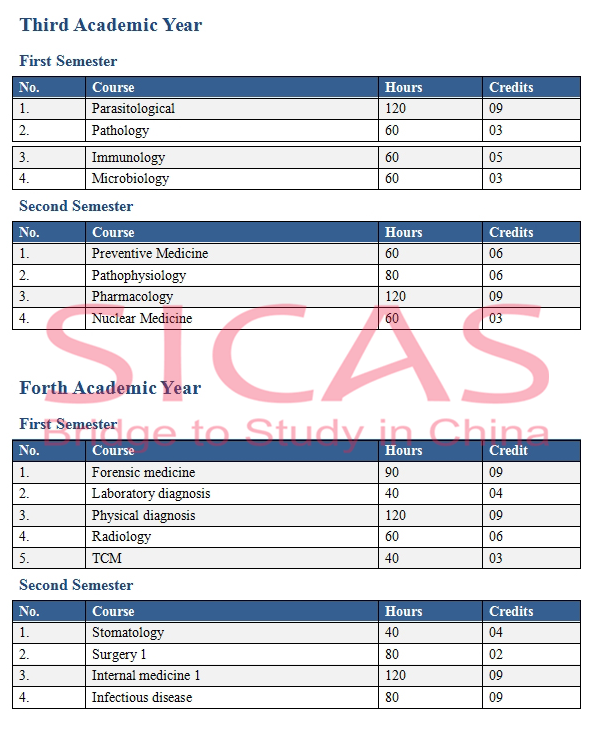 Third Academic Year
First Semester
No. Course Hours Credits
1. Parasitological 120 09
2. Pathology 60 03
3. Immunology 60 05
4. Microbiology 60 03
Second Semester
No. Course Hours Credits
1. Preventive Medicine 60 06
2. Pathophysiology 80 06
3. Pharmacology 120 09
4. Nuclear Medicine 60 03
SICAS
Forth Academic Year
First Semester
Bridge to Study in China
No. Course Hours Credit
1. Forensic medicine 90 09
2. Laboratory diagnosis 40 04
3. Physical diagnosis 120 09
4. Radiology 60 06
5. TCM 40 03
Second Semester
No. Course Hours Credits
1. Stomatology 40 04
2. Surgery 1 80 02
3. Internal medicine 1 120 09
4. Infectious disease 80 09